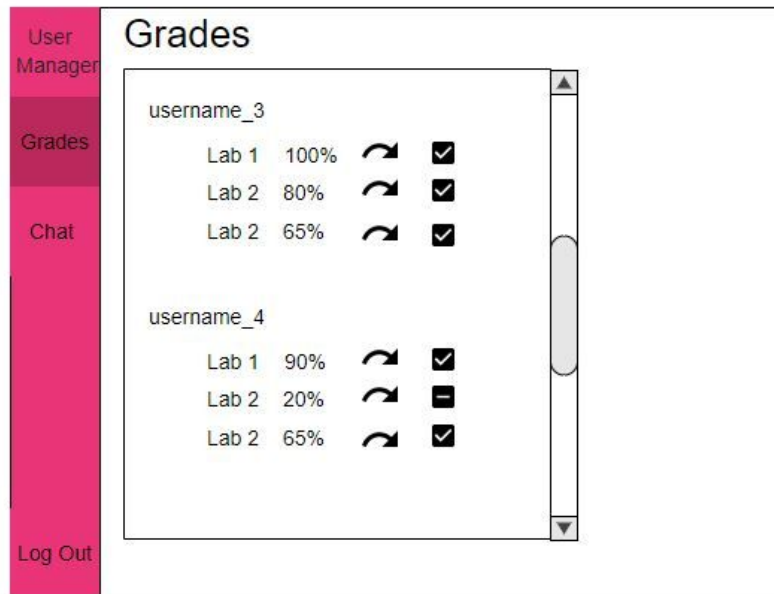 User
Manager
Grades
Chat
Log Out
Grades
username_3
Lab 1 100%
Lab 2 80%
Lab 2 65%
username_4
Lab 1 90%
Lab 2 20%
Lab 2 65%